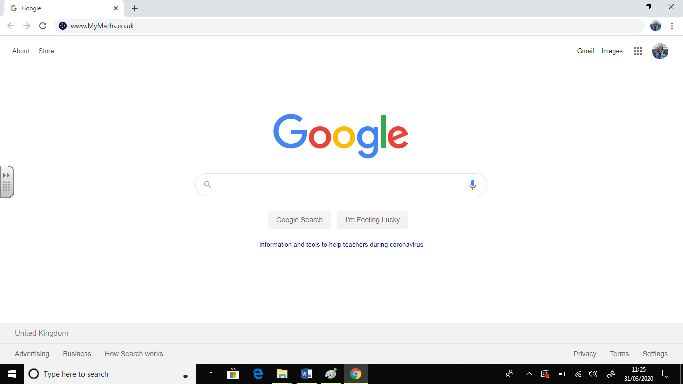 Google
www.MyMaths.co.uk
About Store
Gmail Images
Google
Google Search I'm Feeling Lucky
Information and tools to help teachers during coronavirus
United Kingdom
Advertising Business How Search works
Privacy Terms Settings
Type here to search
11:25
31/03/2020